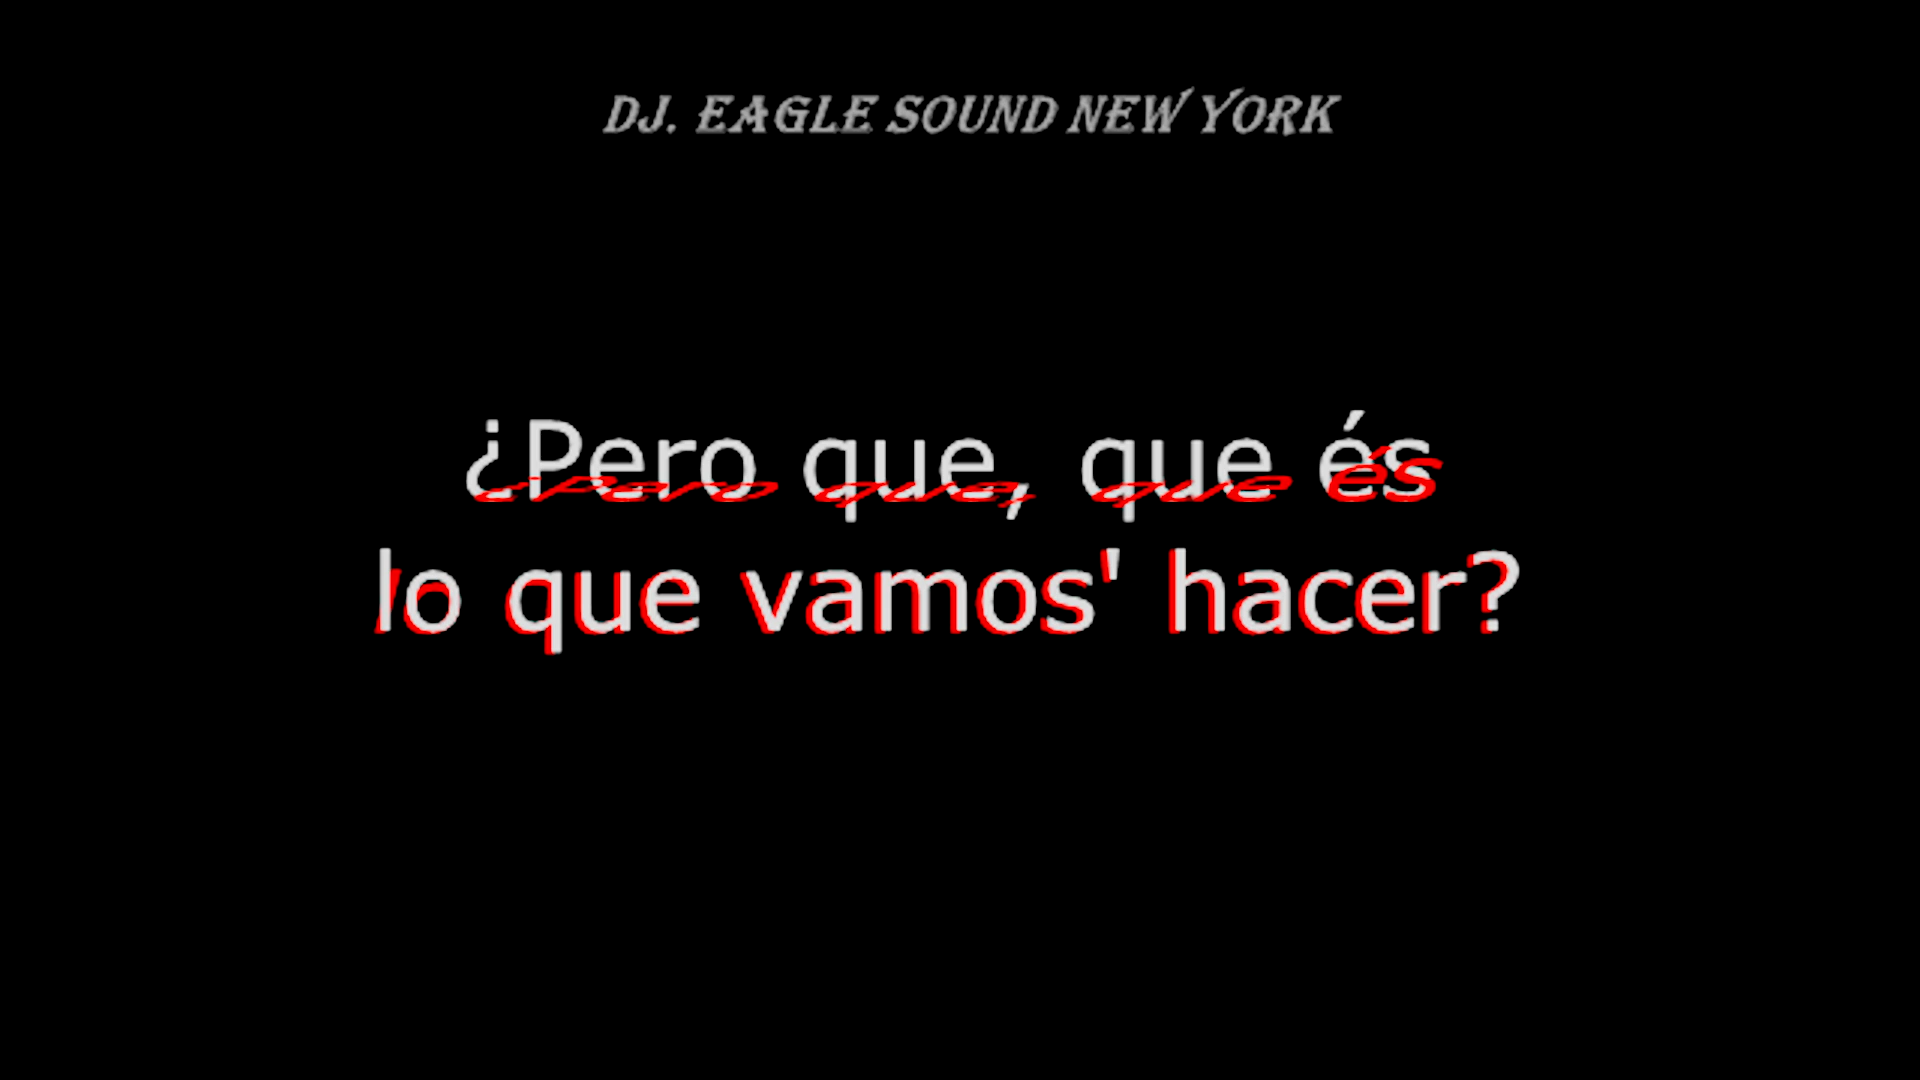 DJ. EAGLE SOUND NEW YORK
¿Pero que, que és
lo que vamos' hacer?